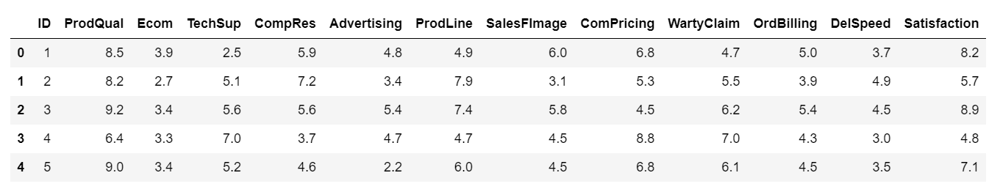 ID ProdQual Ecom TechSup CompRes Advertising ProdLine SalesFImage ComPricing WartyClaim OrdBilling DelSpeed Satisfaction
0 1 8.5 3.9 2.5 5.9 4.8 4.9 6.0 6.8 4.7 5.0 3.7 8.2
1 2 8.2 2.7 5.1 7.2 3.4 7.9 3.1 5.3 5.5 3.9 4.9 5.7
2 3 9.2 3.4 5.6 5.6 5.4 7.4 5.8 4.5 6.2 5.4 4.5 8.9
3 4 6.4 3.3 7.0 3.7 4.7 4.7 4.5 8.8 7.0 4.3 3.0 4.8
4 5 9.0 3.4 5.2 4.6 2.2 6.0 4.5 6.8 6.1 4.5 3.5 7.1